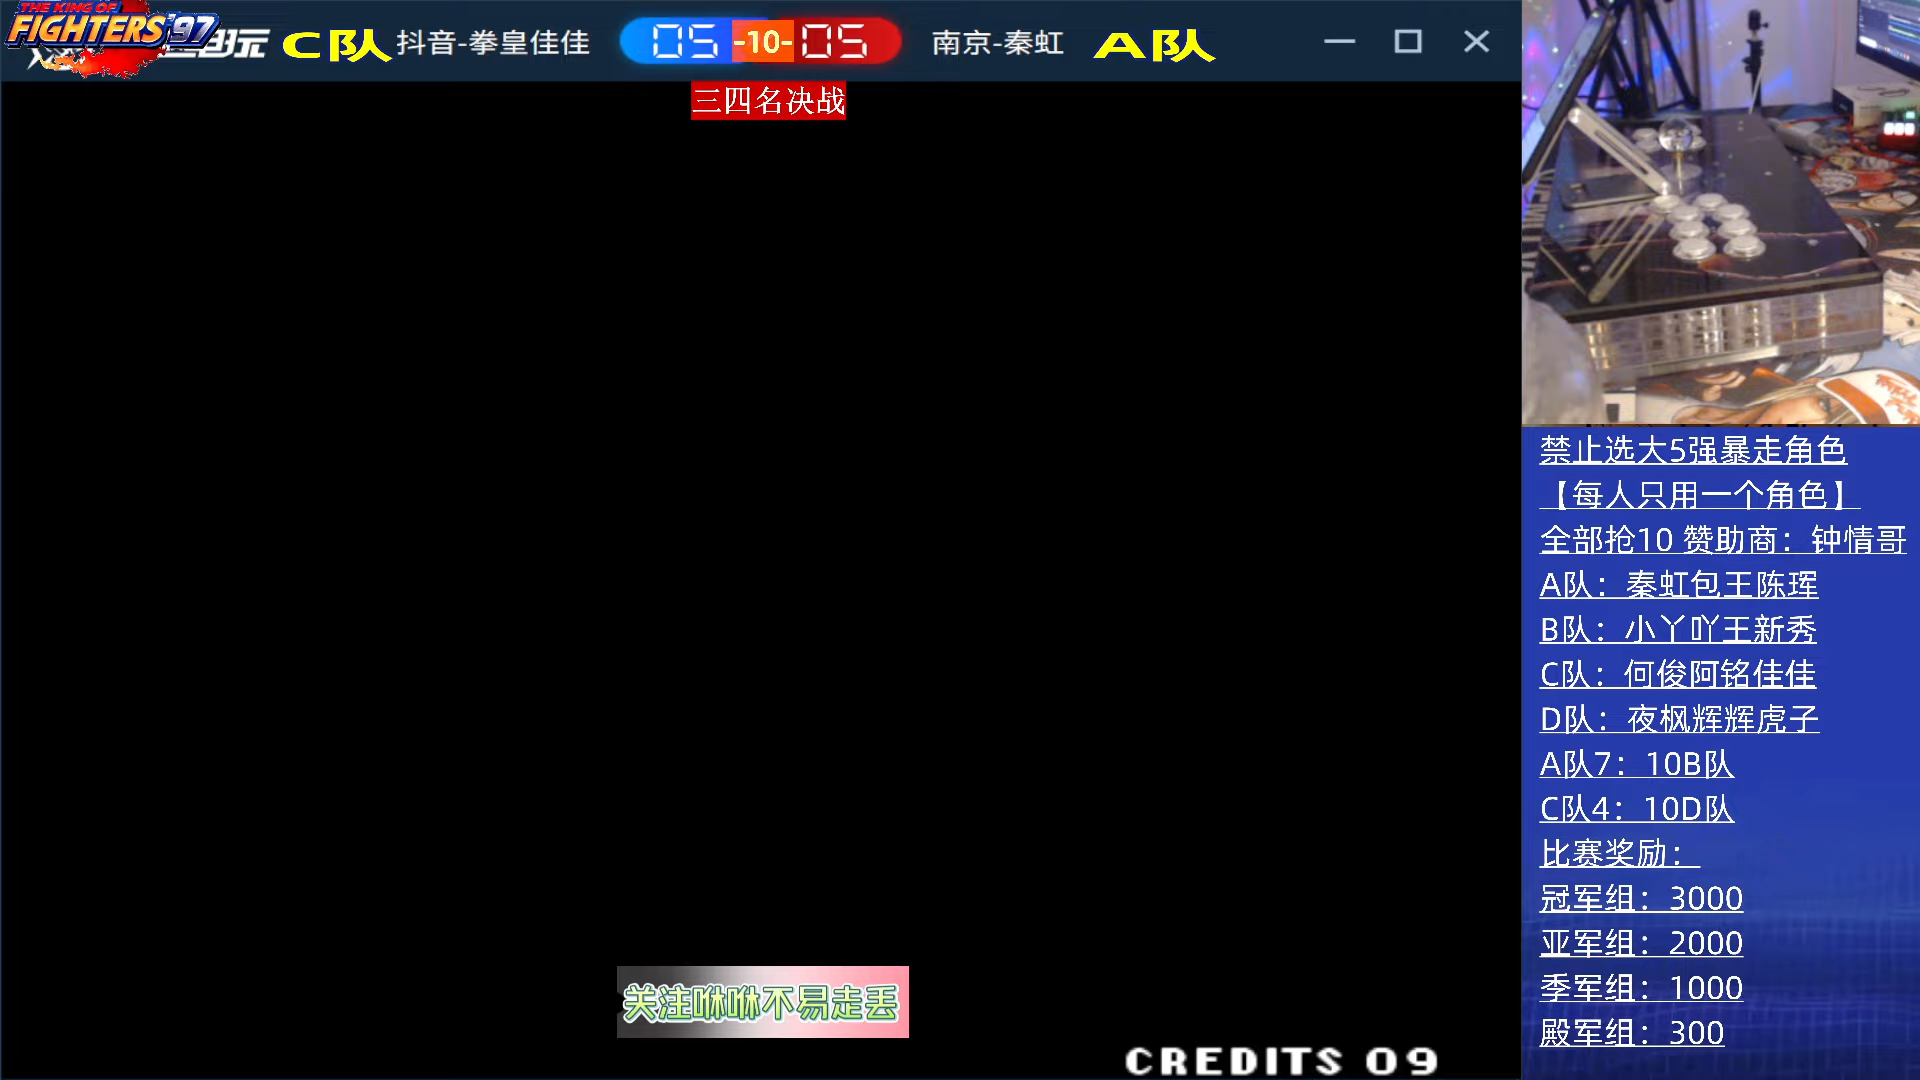 THE KING OF
FIGHTERS'97
电玩
C队 抖音-拳皇佳佳 05 -10- 05 南京-秦虹 A队
三四名决战
禁止选大5强暴走角色
【每人只用一个角色】
全部抢10 赞助商：钟情哥
A队：秦虹包王陈珲
B队：小丫吖王新秀
C队：何俊阿铭佳佳
D队：夜枫辉辉虎子
A队7：10B队
C队4：10D队
比赛奖励：
冠军组：3000
亚军组：2000
季军组：1000
殿军组：300
关注咻咻不易走丢
CREDITS 09